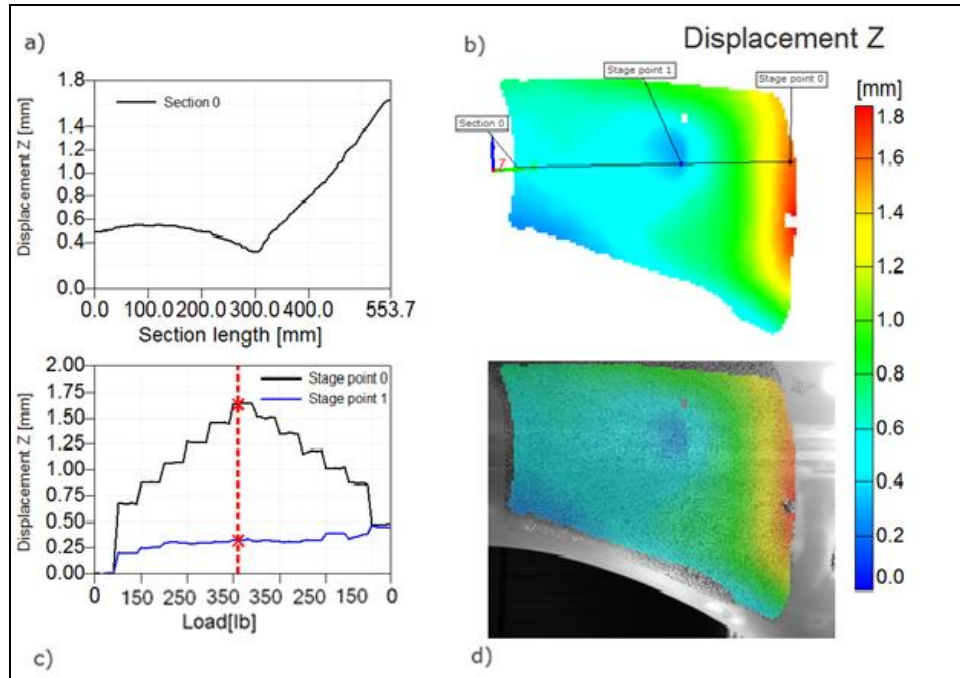 a)
1.8
1.4
1.2
1.0
0.6
0.4
0.0
Displacement Z [mm]
Section 0
0.0 100.0 200.0 300.0 400.0 553.7
Section length [mm]
b)
Displacement Z
Stage point 1
Stage point 0
Section 0
Z
[mm]
1.8
1.6
1.4
1.2
1.0
0.8
0.6
0.4
0.2
0.0
2.00
1.75
1.50
1.25
1.00
0.75
0.50
0.25
0.00
Displacement Z [mm]
Stage point 0
Stage point 1
0 150 250 350 350 250 150 0
Load[lb]
c)
d)